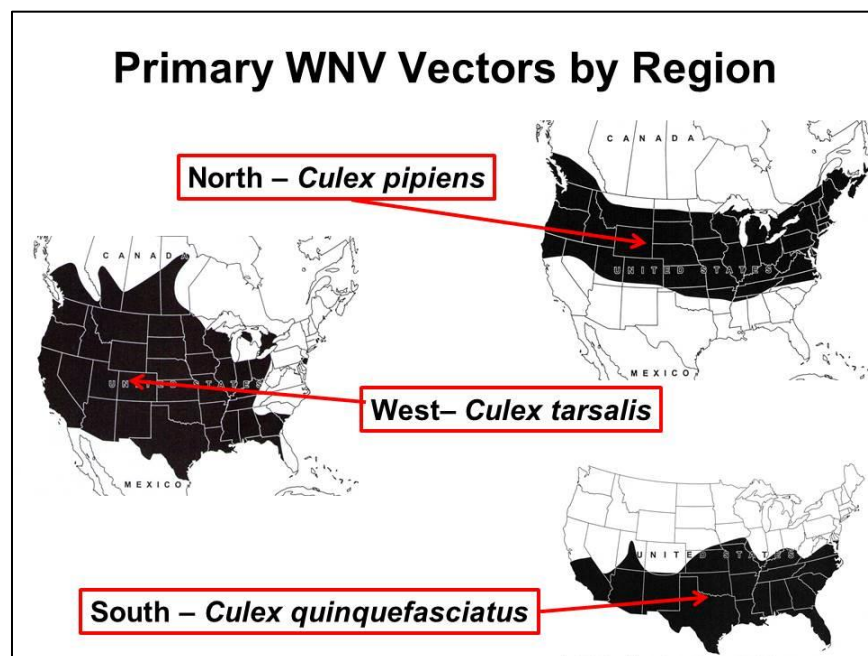 Primary WNV Vectors by Region
CANADA
North – Culex pipiens
UNITED STATES
MEXICO
CANADA
UNITED STATES
West– Culex tarsalis
MEXICO
UNITED STATES
South – Culex quinquefasciatus